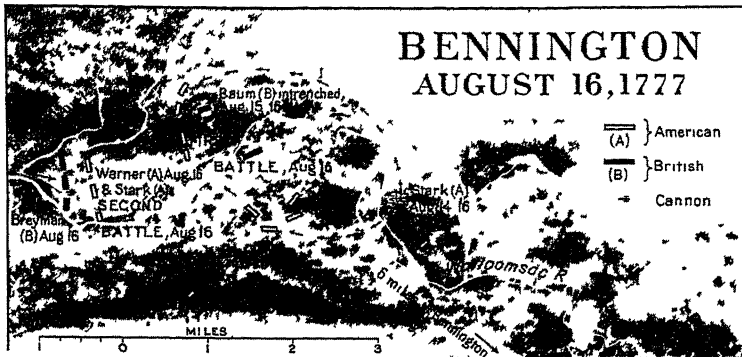 BENNINGTON
AUGUST 16, 1777
American
(A)
British
(B)
Cannon
Baum (B) intrenched
Aug. 15, 16
BATTLE, Aug 16
Warner (A) Aug 16
& Stark (A)
SECOND
BATTLE, Aug 16
Breyman
(B) Aug 16
Stark (A)
Aug 14 16
R
6 miles Bennington
MILES
1 0 1 2 3